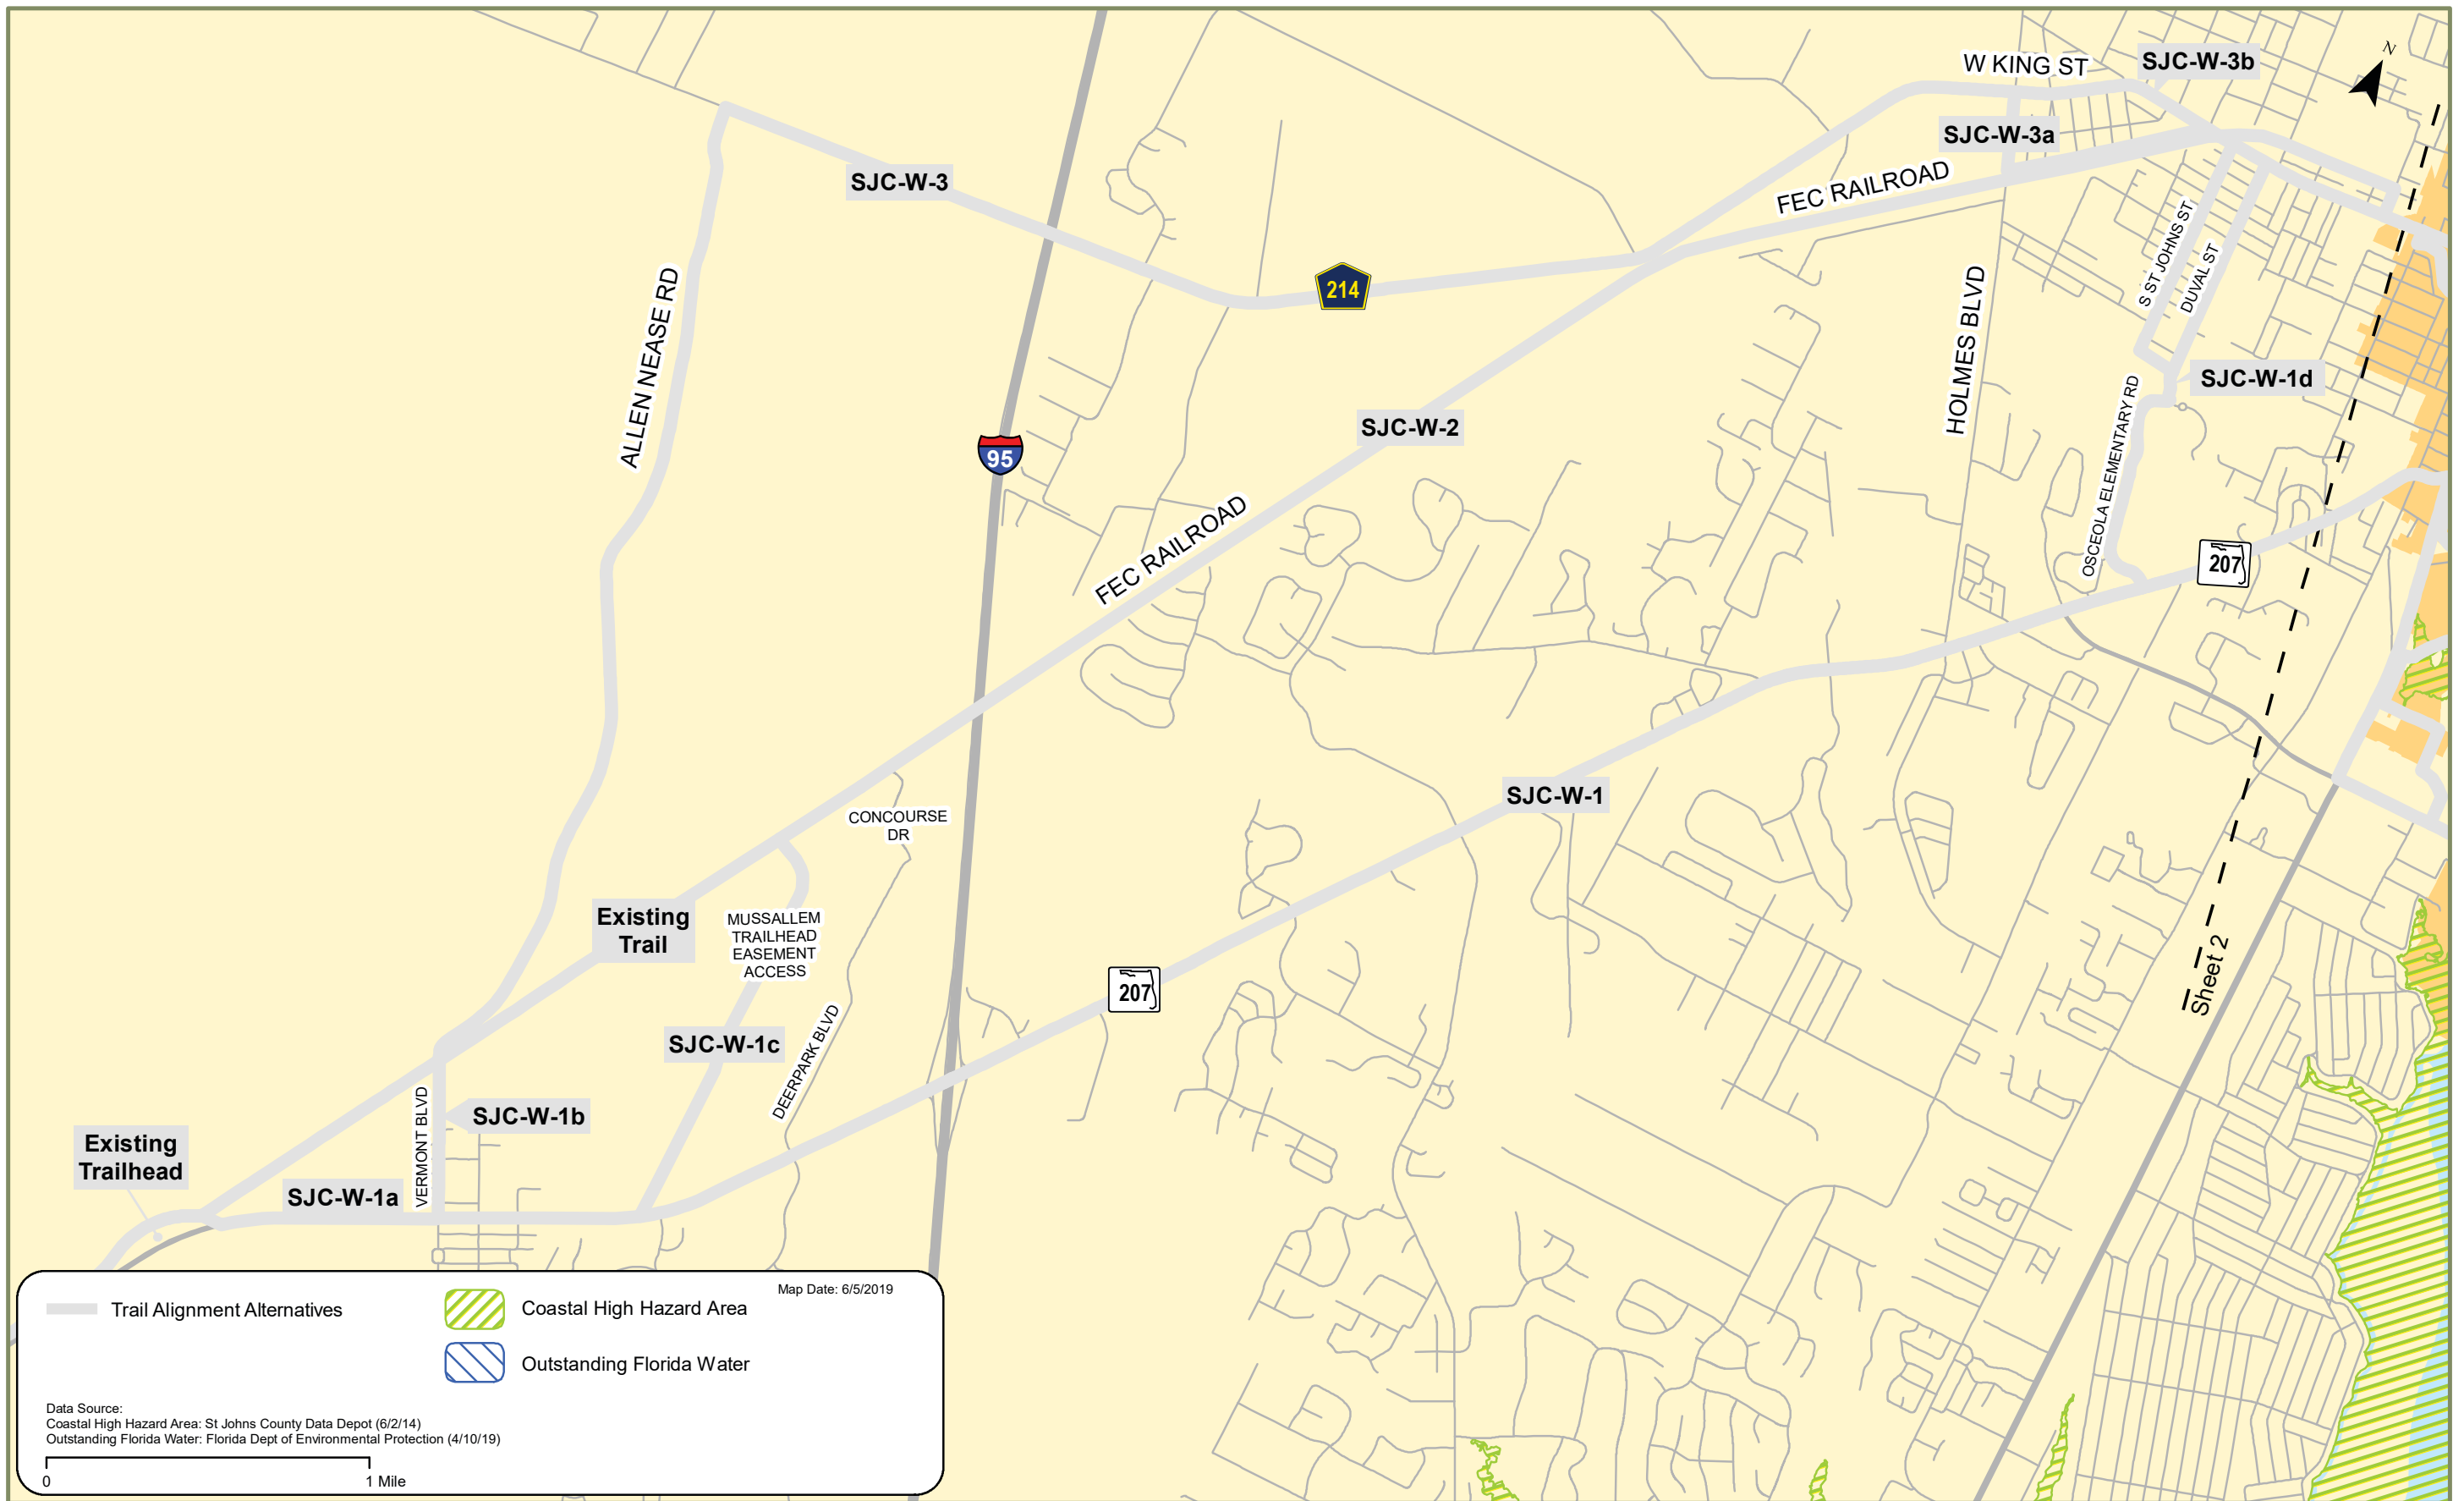 W KING ST
SJC-W-3b
N
SJC-W-3a
SJC-W-3
FEC RAILROAD
S ST JOHNS ST
DUVAL ST
214
ALLEN NEASE RD
HOLMES BLVD
SJC-W-1d
SJC-W-2
95
OSCEOLA ELEMENTARY RD
FEC RAILROAD
207
SJC-W-1
CONCOURSE
DR
Existing
Trail
MUSSALLEM
TRAILHEAD
EASEMENT
ACCESS
Sheet 2
207
SJC-W-1c
DEERPARK BLVD
VERMONT BLVD
SJC-W-1b
Existing
Trailhead
SJC-W-1a
Map Date: 6/5/2019
Trail Alignment Alternatives
Coastal High Hazard Area
Outstanding Florida Water
Data Source:
Coastal High Hazard Area: St Johns County Data Depot (6/2/14)
Outstanding Florida Water: Florida Dept of Environmental Protection (4/10/19)
0
1 Mile